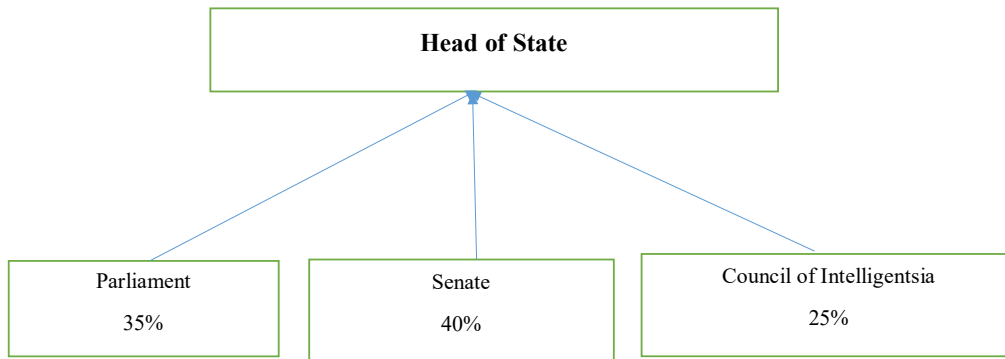 Head of State
Parliament
35%
Senate
40%
Council of Intelligentsia
25%